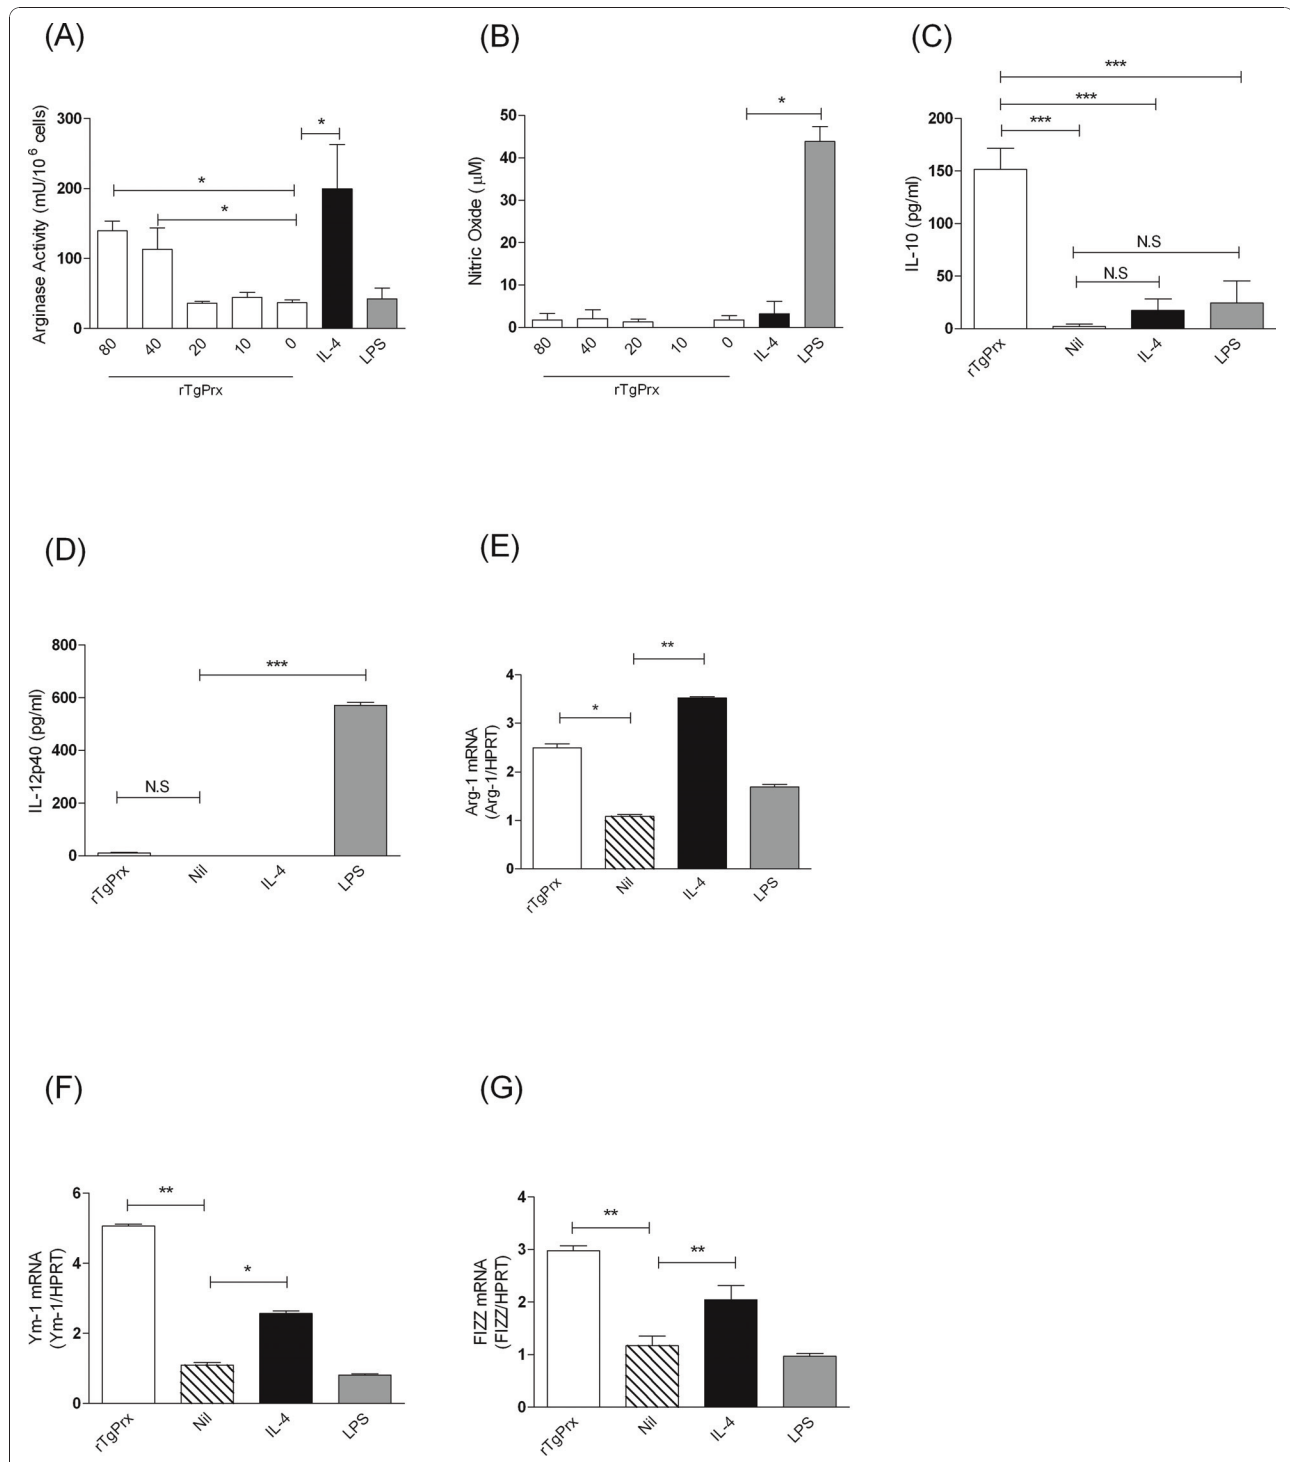 (A)
*
*
*
Arginase Activity (mU/10 6 cells)
300
200
100
0
80
40
20
10
0
IL-4
LPS
rTgPrx
(B)
*
Nitric Oxide ( μM)
50
40
30
20
10
0
80
40
20
10
0
IL-4
LPS
rTgPrx
(C)
***
***
***
N.S
N.S
IL-10 (pg/ml)
200
150
100
50
0
rTgPrx
Nil
IL-4
LPS
(D)
***
N.S
IL-12p40 (pg/ml)
800
600
400
200
0
rTgPrx
Nil
IL-4
LPS
(E)
**
*
Arg-1 mRNA
(Arg-1/HPRT)
4
3
2
1
0
rTgPrx
Nil
IL-4
LPS
(F)
**
*
Ym-1 mRNA
(Ym-1/HPRT)
6
4
2
0
rTgPrx
Nil
IL-4
LPS
(G)
**
**
FIZZ mRNA
(FIZZ/HPRT)
4
3
2
1
0
rTgPrx
Nil
IL-4
LPS